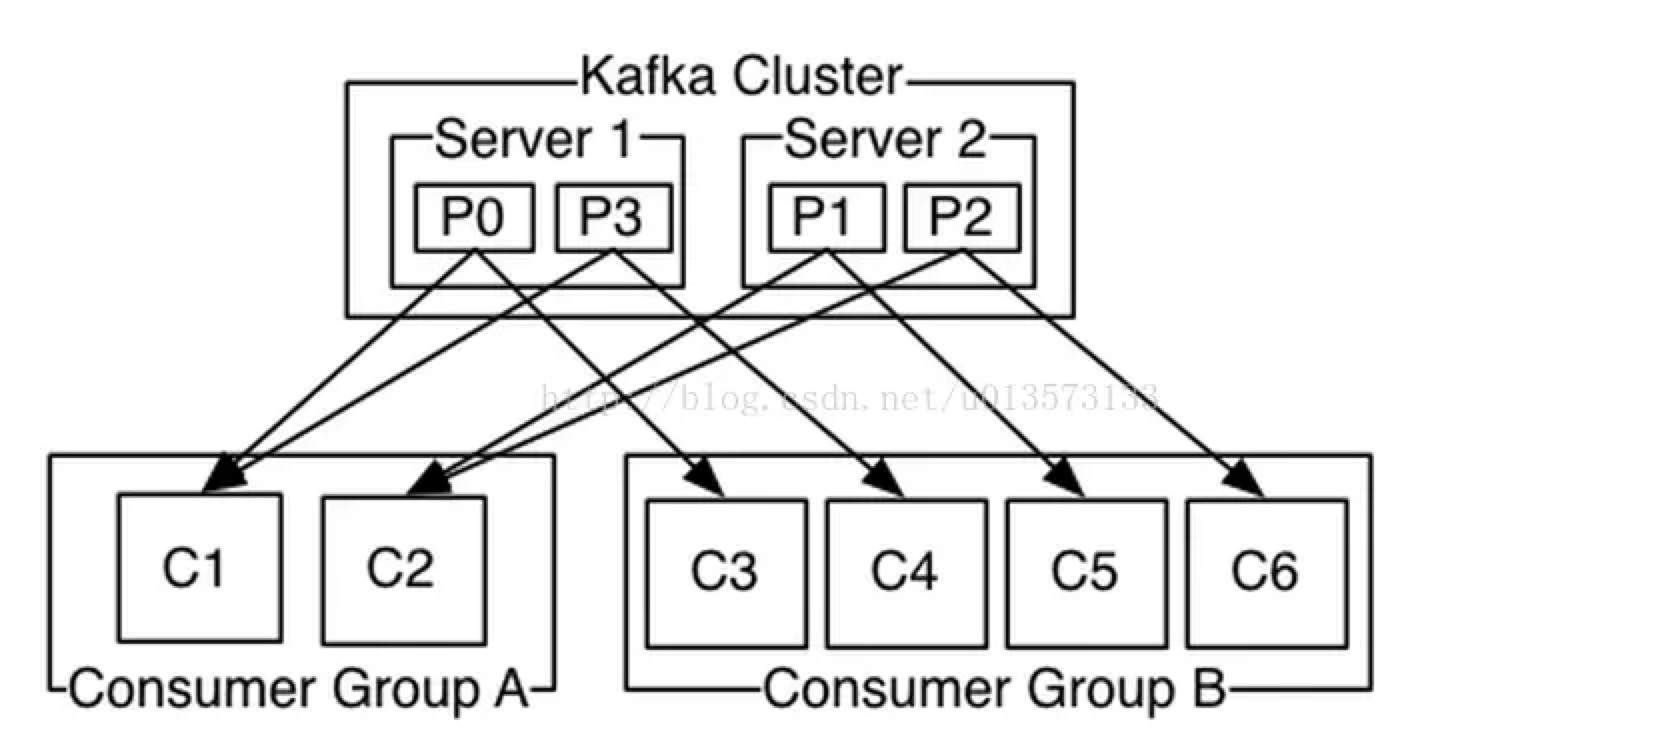 Kafka Cluster
Server 1 Server 2
P0 P3 P1 P2
http://blog.csdn.net/u013573133
C1 C2 C3 C4 C5 C6
Consumer Group A Consumer Group B